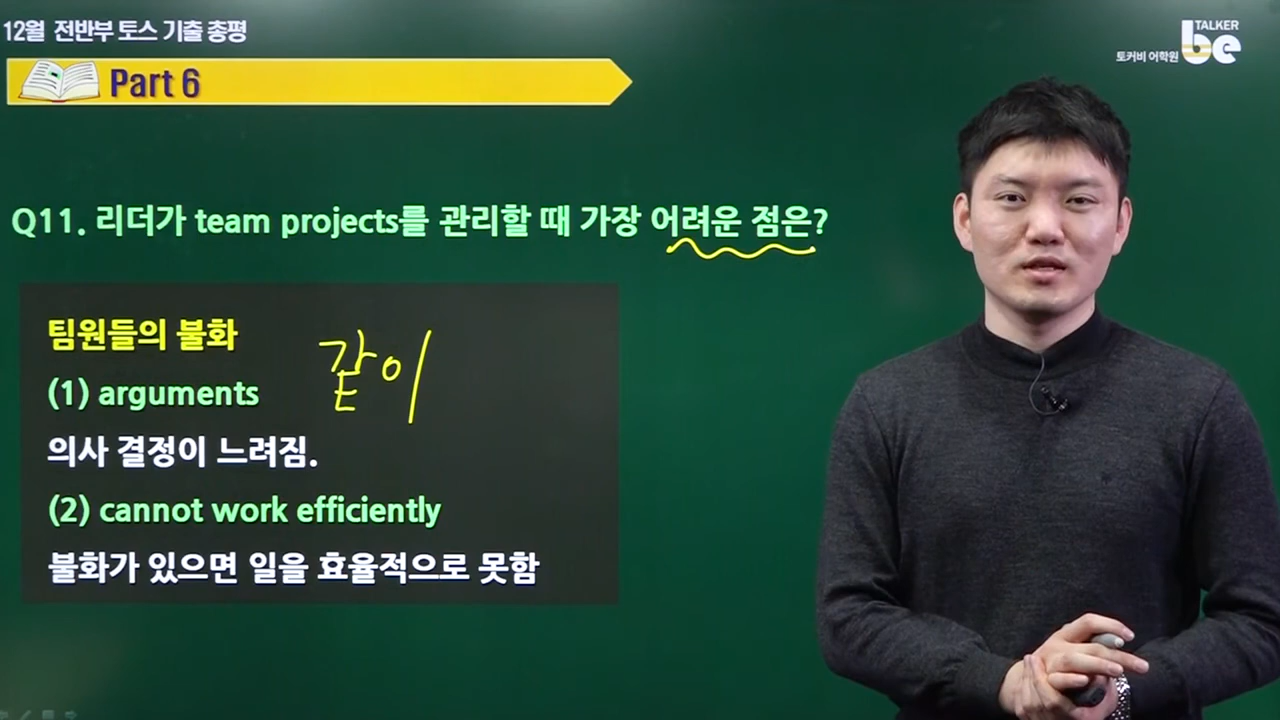 12월 전반부 토스 기출 총평
TALKER
be
토커비 어학원
Part 6
Q11. 리더가 team projects를 관리할 때 가장 어려운 점은?
팀원들의 불화
같이
(1) arguments
의사 결정이 느려짐.
(2) cannot work efficiently
불화가 있으면 일을 효율적으로 못함